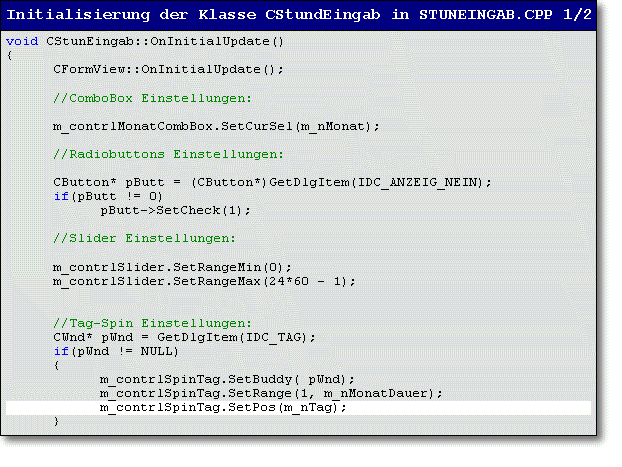 Initialisierung der Klasse CStundEingab in STUNEINGAB.CPP 1/2
void CStunEingab::OnInitialUpdate()
{
CFormView::OnInitialUpdate();
//ComboBox Einstellungen:
m_contrlMonatCombBox.SetCurSel(m_nMonat);
//Radiobuttons Einstellungen:
CButton* pButt = (CButton*)GetDlgItem(IDC_ANZEIG_NEIN);
if(pButt != 0)
pButt->SetCheck(1);
//Slider Einstellungen:
m_contrlSlider.SetRangeMin(0);
m_contrlSlider.SetRangeMax(24*60 - 1);
//Tag-Spin Einstellungen:
CWnd* pWnd = GetDlgItem(IDC_TAG);
if(pWnd != NULL)
{
m_contrlSpinTag.SetBuddy( pWnd);
m_contrlSpinTag.SetRange(1, m_nMonatDauer);
m_contrlSpinTag.SetPos(m_nTag);
}